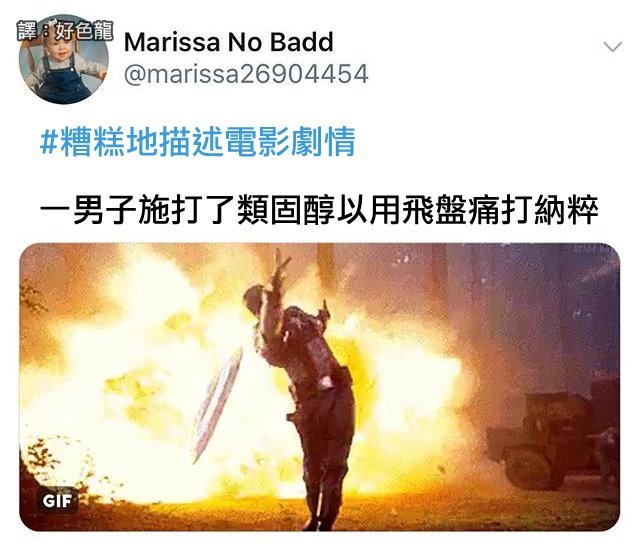 譯：好色龍
Marissa No Badd
@marissa26904454
#糟糕地描述電影劇情
一男子施打了類固醇以用飛盤痛打納粹
GIF